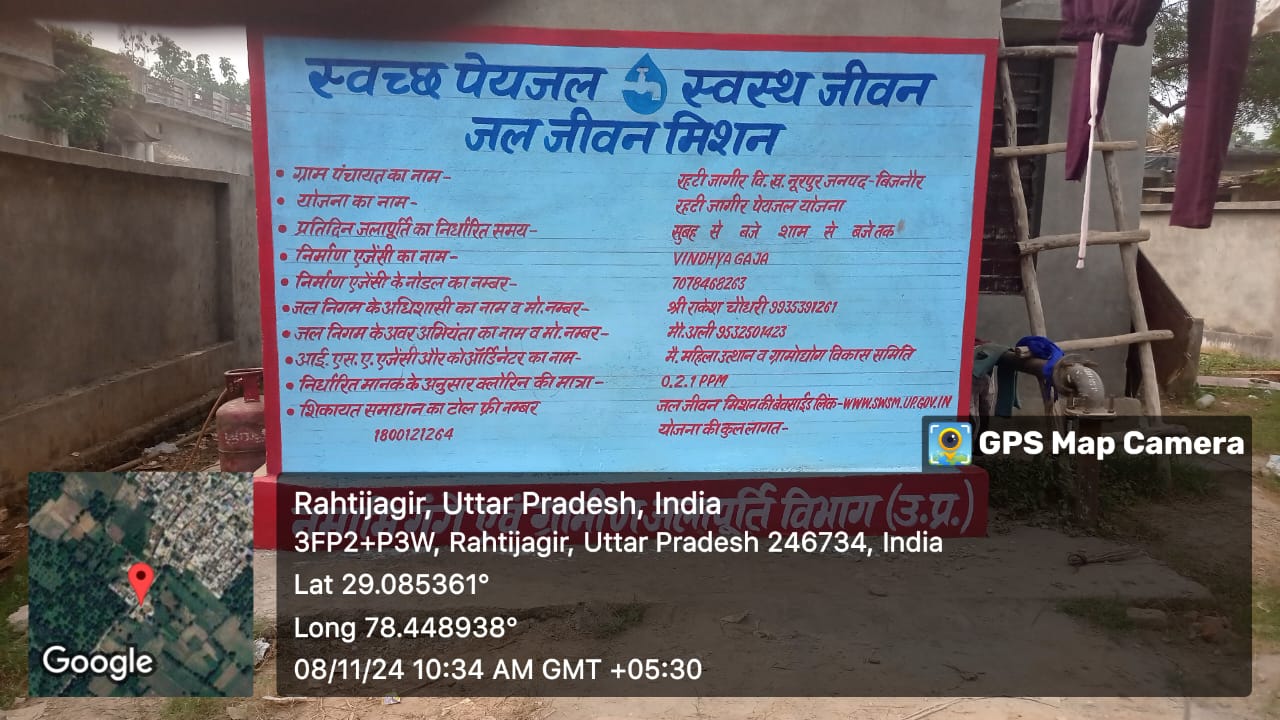 स्वच्छ पेयजल स्वस्थ जीवन
जल जीवन मिशन
• ग्राम पंचायत का नाम- रहटी जागीर वि. ख. नूरपुर जनपद-बिजनौर
• योजना का नाम- रहटी जागीर पेयजल योजना
• प्रतिदिन जलापूर्ति का निर्धारित समय- सुबह से बजे शाम से बजे तक
• निर्माण एजेंसी का नाम- VINDHYA GAJA
• निर्माण एजेंसी के नोडल का नम्बर- 7078468263
• जल निगम के अधिशासी का नाम व मो. नम्बर- श्री राकेश चौधरी 9935391261
• जल निगम के अवर अभियंता का नाम व मो. नम्बर- मौ. अली 9532501423
• आई. एस. ए. एजेंसी और कोऑर्डिनेटर का नाम- मै. महिला उत्थान व ग्रामोद्योग विकास समिति
• निर्धारित मानक के अनुसार क्लोरिन की मात्रा- 0.2.1 PPM
• शिकायत समाधान का टोल फ्री नम्बर जल जीवन मिशन की वेवसाईड लिंक-WWW.SWSM.UP.GOV.IN
1800121264 योजना की कुल लागत-
नमामि गंगे एवं ग्रामीण जलापूर्ति विभाग (उ.प्र.)
GPS Map Camera
Rahtijagir, Uttar Pradesh, India
3FP2+P3W, Rahtijagir, Uttar Pradesh 246734, India
Lat 29.085361°
Long 78.448938°
08/11/24 10:34 AM GMT +05:30
Google